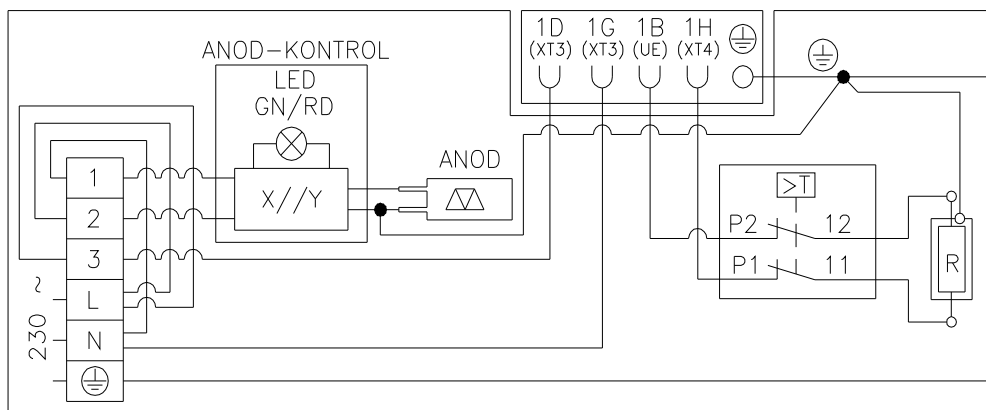 1D 1G 1B 1H
(XT3) (XT3) (UE) (XT4)
ANOD-KONTROL
LED
GN/RD
X//Y
ANOD
1
2
3
L
N
230 ~
>T
P2 12
P1 11
R